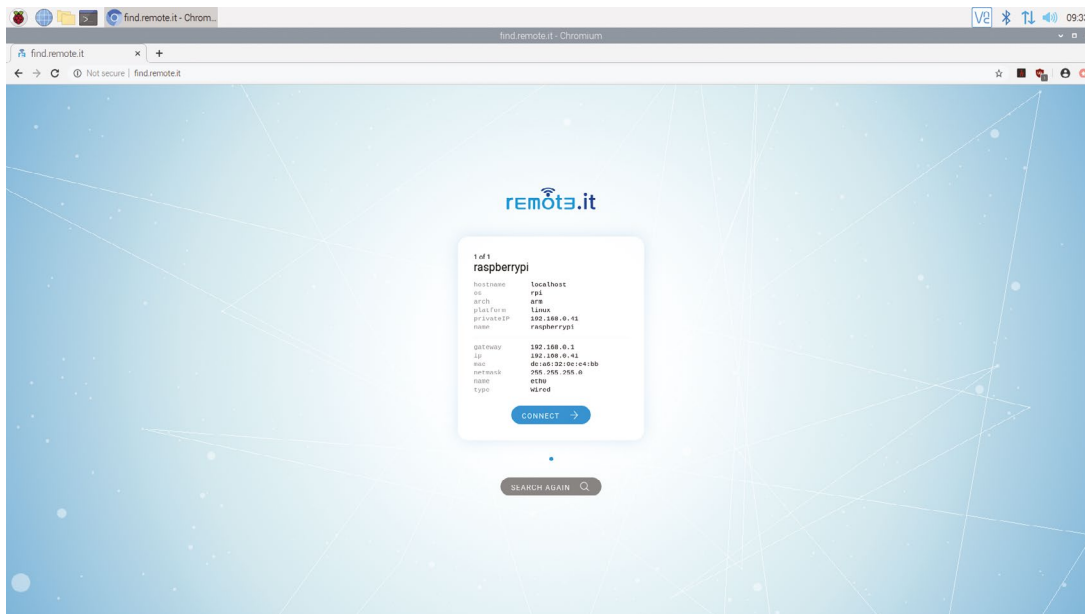 find.remote.it - Chrom...
V2
09:33
find.remote.it - Chromium
find.remote.it × +
Not secure | find.remote.it
remote.it
1 of 1
raspberrypi
hostname localhost
os rpi
arch arm
platform linux
privateIP 192.168.0.41
name raspberrypi
gateway 192.168.0.1
ip 192.168.0.41
mac dc:a6:32:0e:e4:bb
netmask 255.255.255.0
name eth0
type Wired
CONNECT →
SEARCH AGAIN